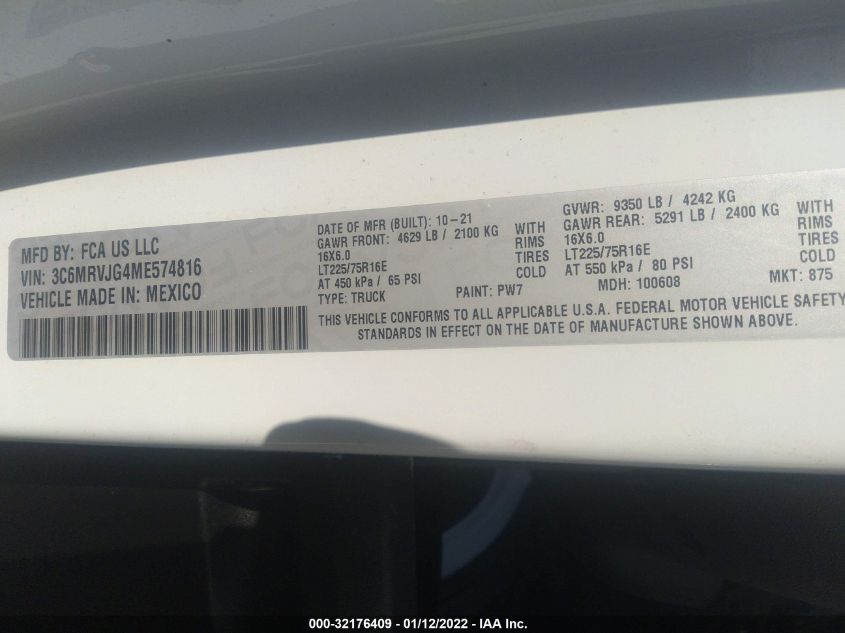 MFD BY: FCA US LLC
VIN: 3C6MRVJG4ME574816
VEHICLE MADE IN: MEXICO
DATE OF MFR (BUILT): 10-21
GAWR FRONT: 4629 LB / 2100 KG WITH
16X6.0 RIMS
LT225/75R16E TIRES
AT 450 kPa / 65 PSI COLD
TYPE: TRUCK PAINT: PW7
GVWR: 9350 LB / 4242 KG
GAWR REAR: 5291 LB / 2400 KG WITH
16X6.0 RIMS
LT225/75R16E TIRES
AT 550 kPa / 80 PSI COLD
MDH: 100608 MKT: 875
THIS VEHICLE CONFORMS TO ALL APPLICABLE U.S.A. FEDERAL MOTOR VEHICLE SAFETY
STANDARDS IN EFFECT ON THE DATE OF MANUFACTURE SHOWN ABOVE.
000-32176409 - 01/12/2022 - IAA Inc.